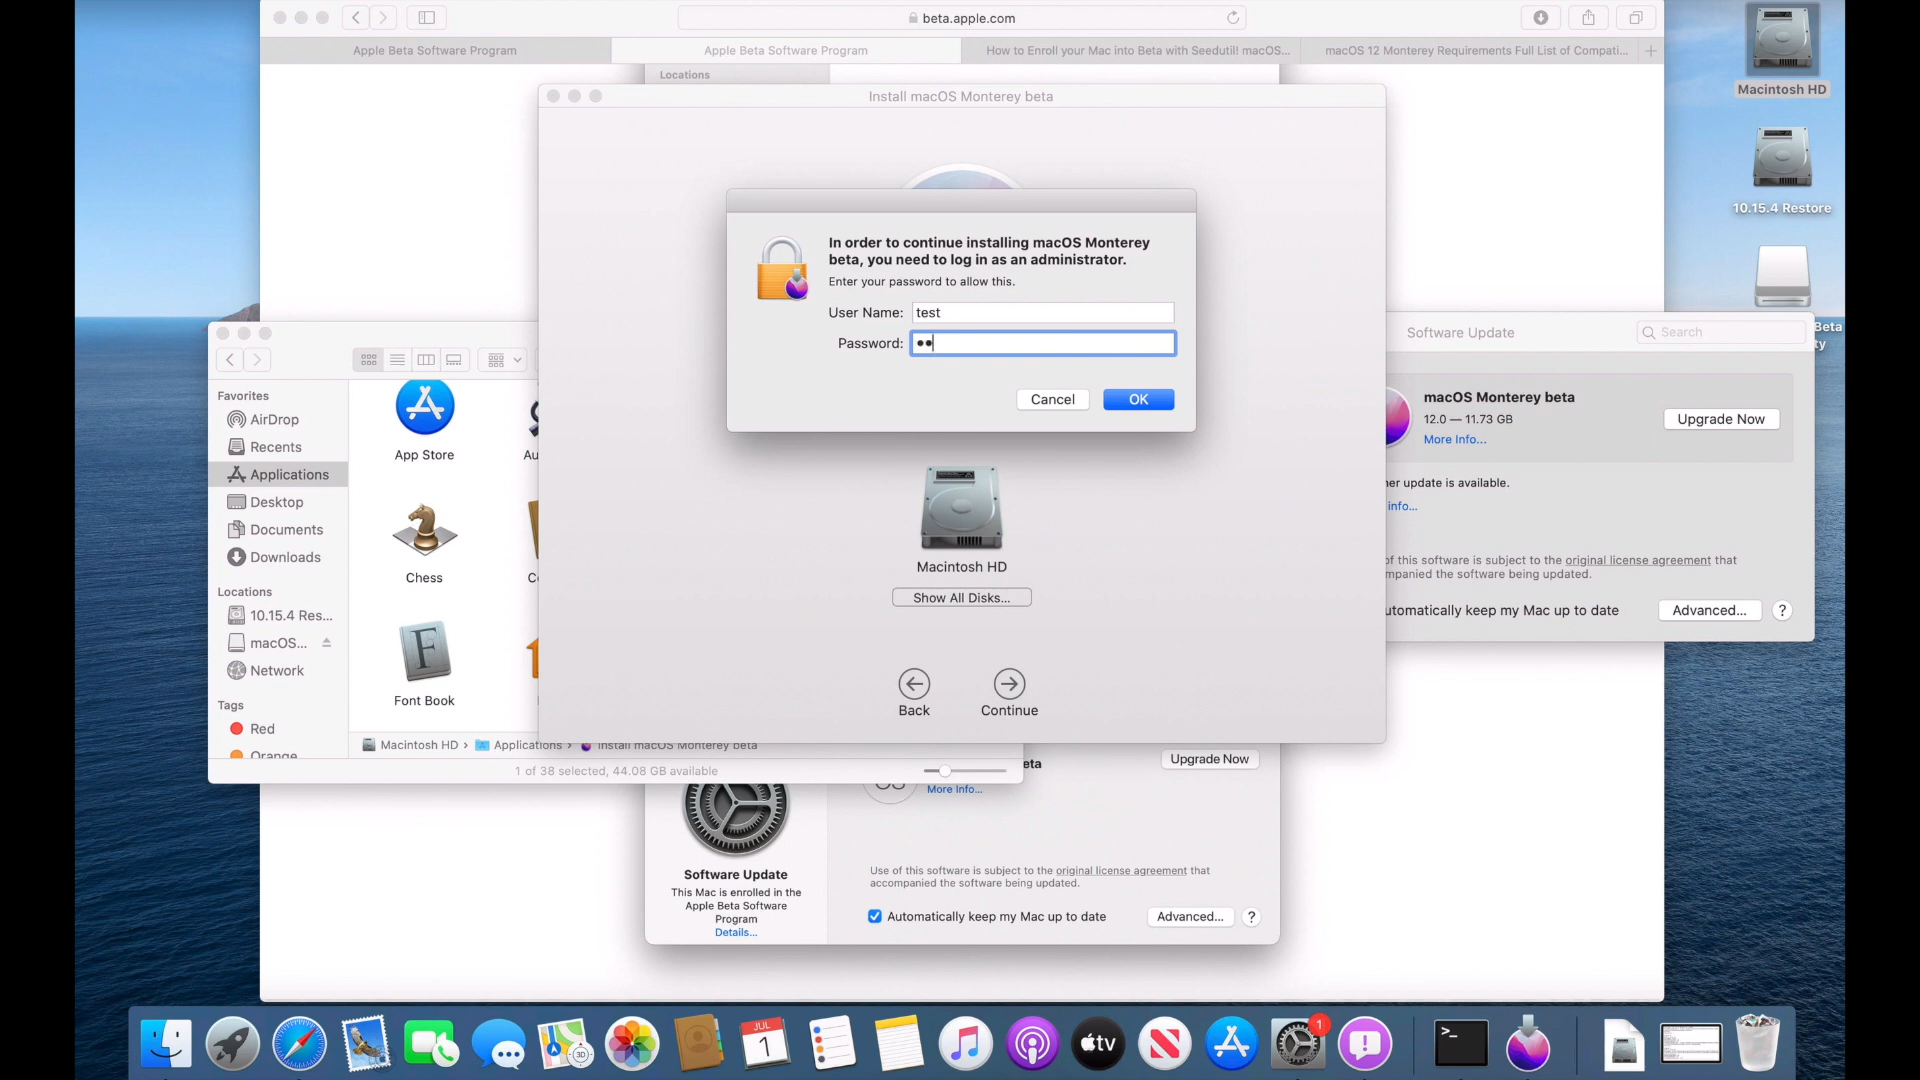 beta.apple.com
Apple Beta Software Program
Apple Beta Software Program
How to Enroll your Mac into Beta with Seedutil! macOS...
macOS 12 Monterey Requirements Full List of Compati...
Locations
Install macOS Monterey beta
In order to continue installing macOS Monterey
beta, you need to log in as an administrator.
Enter your password to allow this.
User Name: test
Password:
Cancel
OK
Macintosh HD
Show All Disks...
Back
Continue
Favorites
AirDrop
Recents
Applications
Desktop
Documents
Downloads
Locations
10.15.4 Res...
macOS...
Network
Tags
Red
Orange
App Store
Chess
Font Book
Macintosh HD › Applications › Install macOS Monterey beta
1 of 38 selected, 44.08 GB available
Software Update
Search
macOS Monterey beta
12.0 — 11.73 GB
More Info...
Upgrade Now
er update is available.
info...
of this software is subject to the original license agreement that
mpanied the software being updated.
utomatically keep my Mac up to date
Advanced...
?
eta
Upgrade Now
More Info...
Software Update
This Mac is enrolled in the
Apple Beta Software
Program
Details...
Use of this software is subject to the original license agreement that
accompanied the software being updated.
Automatically keep my Mac up to date
Advanced...
?
Macintosh HD
10.15.4 Restore
Beta
ty
3D
JUL
1
tv
1
>_